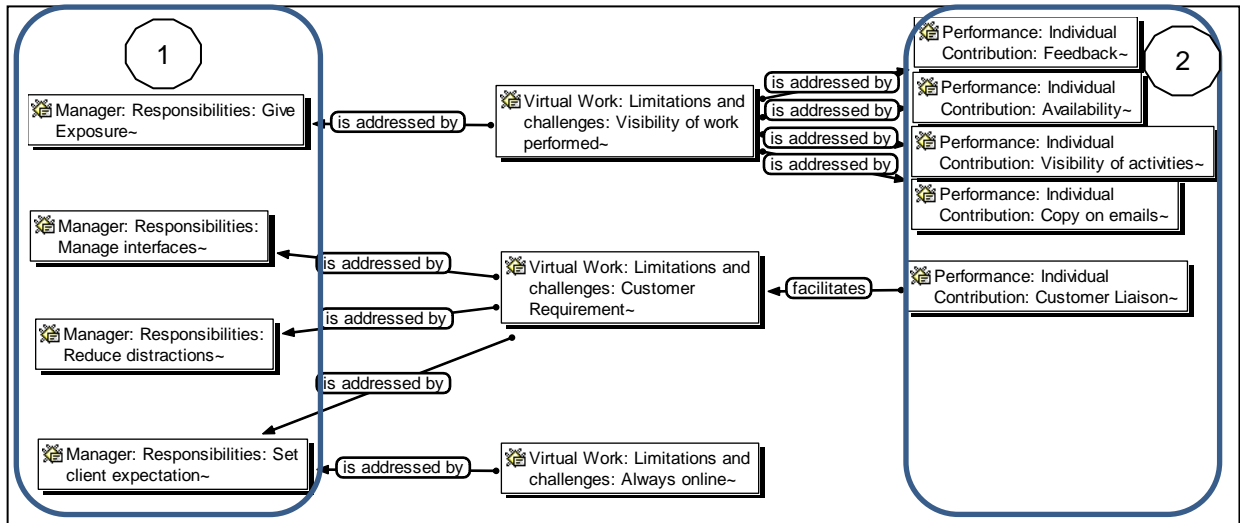 1
Manager: Responsibilities: Give
Exposure~
Manager: Responsibilities:
Manage interfaces~
Manager: Responsibilities:
Reduce distractions~
Manager: Responsibilities: Set
client expectation~
is addressed by
is addressed by
is addressed by
is addressed by
is addressed by
Virtual Work: Limitations and
challenges: Visibility of work
performed~
Virtual Work: Limitations and
challenges: Customer
Requirement~
Virtual Work: Limitations and
challenges: Always online~
is addressed by
is addressed by
is addressed by
is addressed by
facilitates
2
Performance: Individual
Contribution: Feedback~
Performance: Individual
Contribution: Availability~
Performance: Individual
Contribution: Visibility of activities~
Performance: Individual
Contribution: Copy on emails~
Performance: Individual
Contribution: Customer Liaison~